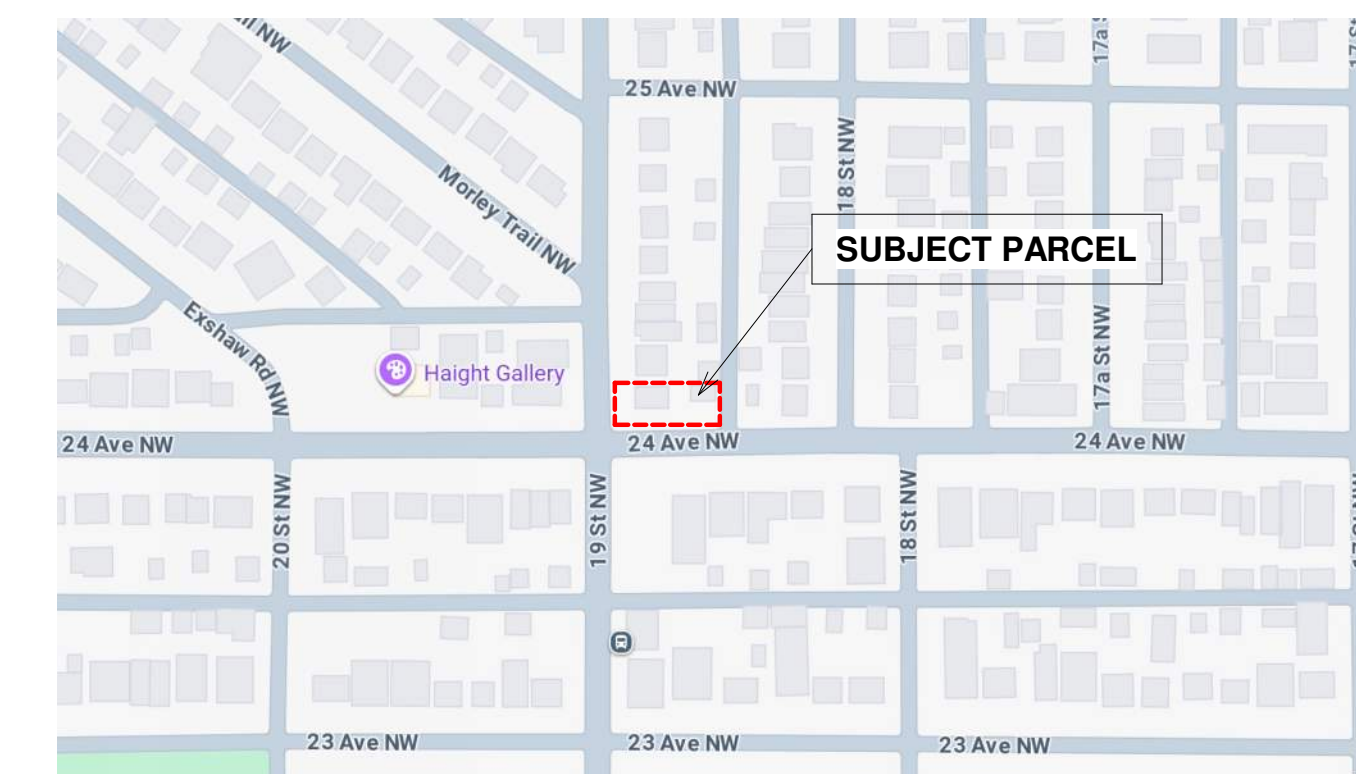 25 Ave NW
17a S
18 St NW
Morley Trail NW
SUBJECT PARCEL
Exshaw Rd NW
Haight Gallery
17a St NW
24 Ave NW
24 Ave NW
24 Ave NW
20 St NW
19 St NW
18 St NW
23 Ave NW
23 Ave NW
23 Ave NW